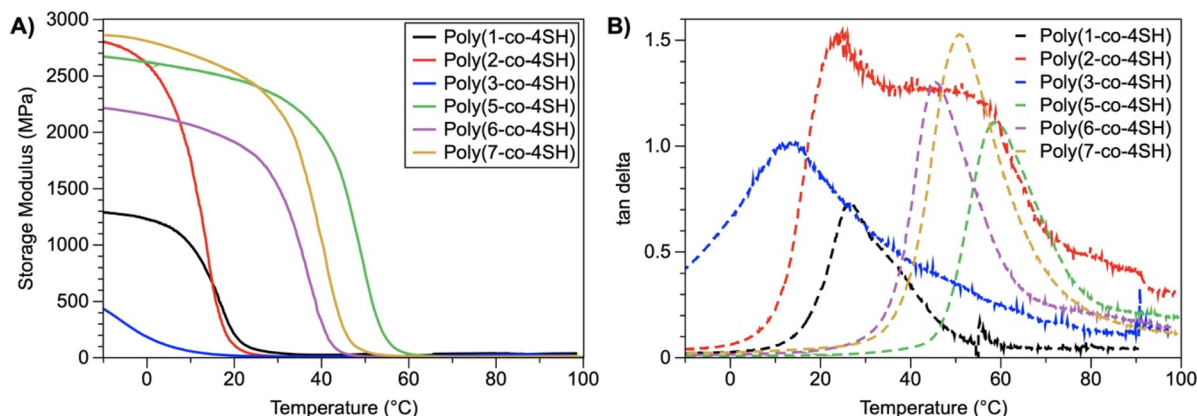 A)
Storage Modulus (MPa)
3000
2500
2000
1500
1000
500
0
0
20
40
60
80
100
Temperature (°C)
Poly(1-co-4SH)
Poly(2-co-4SH)
Poly(3-co-4SH)
Poly(5-co-4SH)
Poly(6-co-4SH)
Poly(7-co-4SH)
B)
tan delta
1.5
1.0
0.5
0
0
20
40
60
80
100
Temperature (°C)
Poly(1-co-4SH)
Poly(2-co-4SH)
Poly(3-co-4SH)
Poly(5-co-4SH)
Poly(6-co-4SH)
Poly(7-co-4SH)